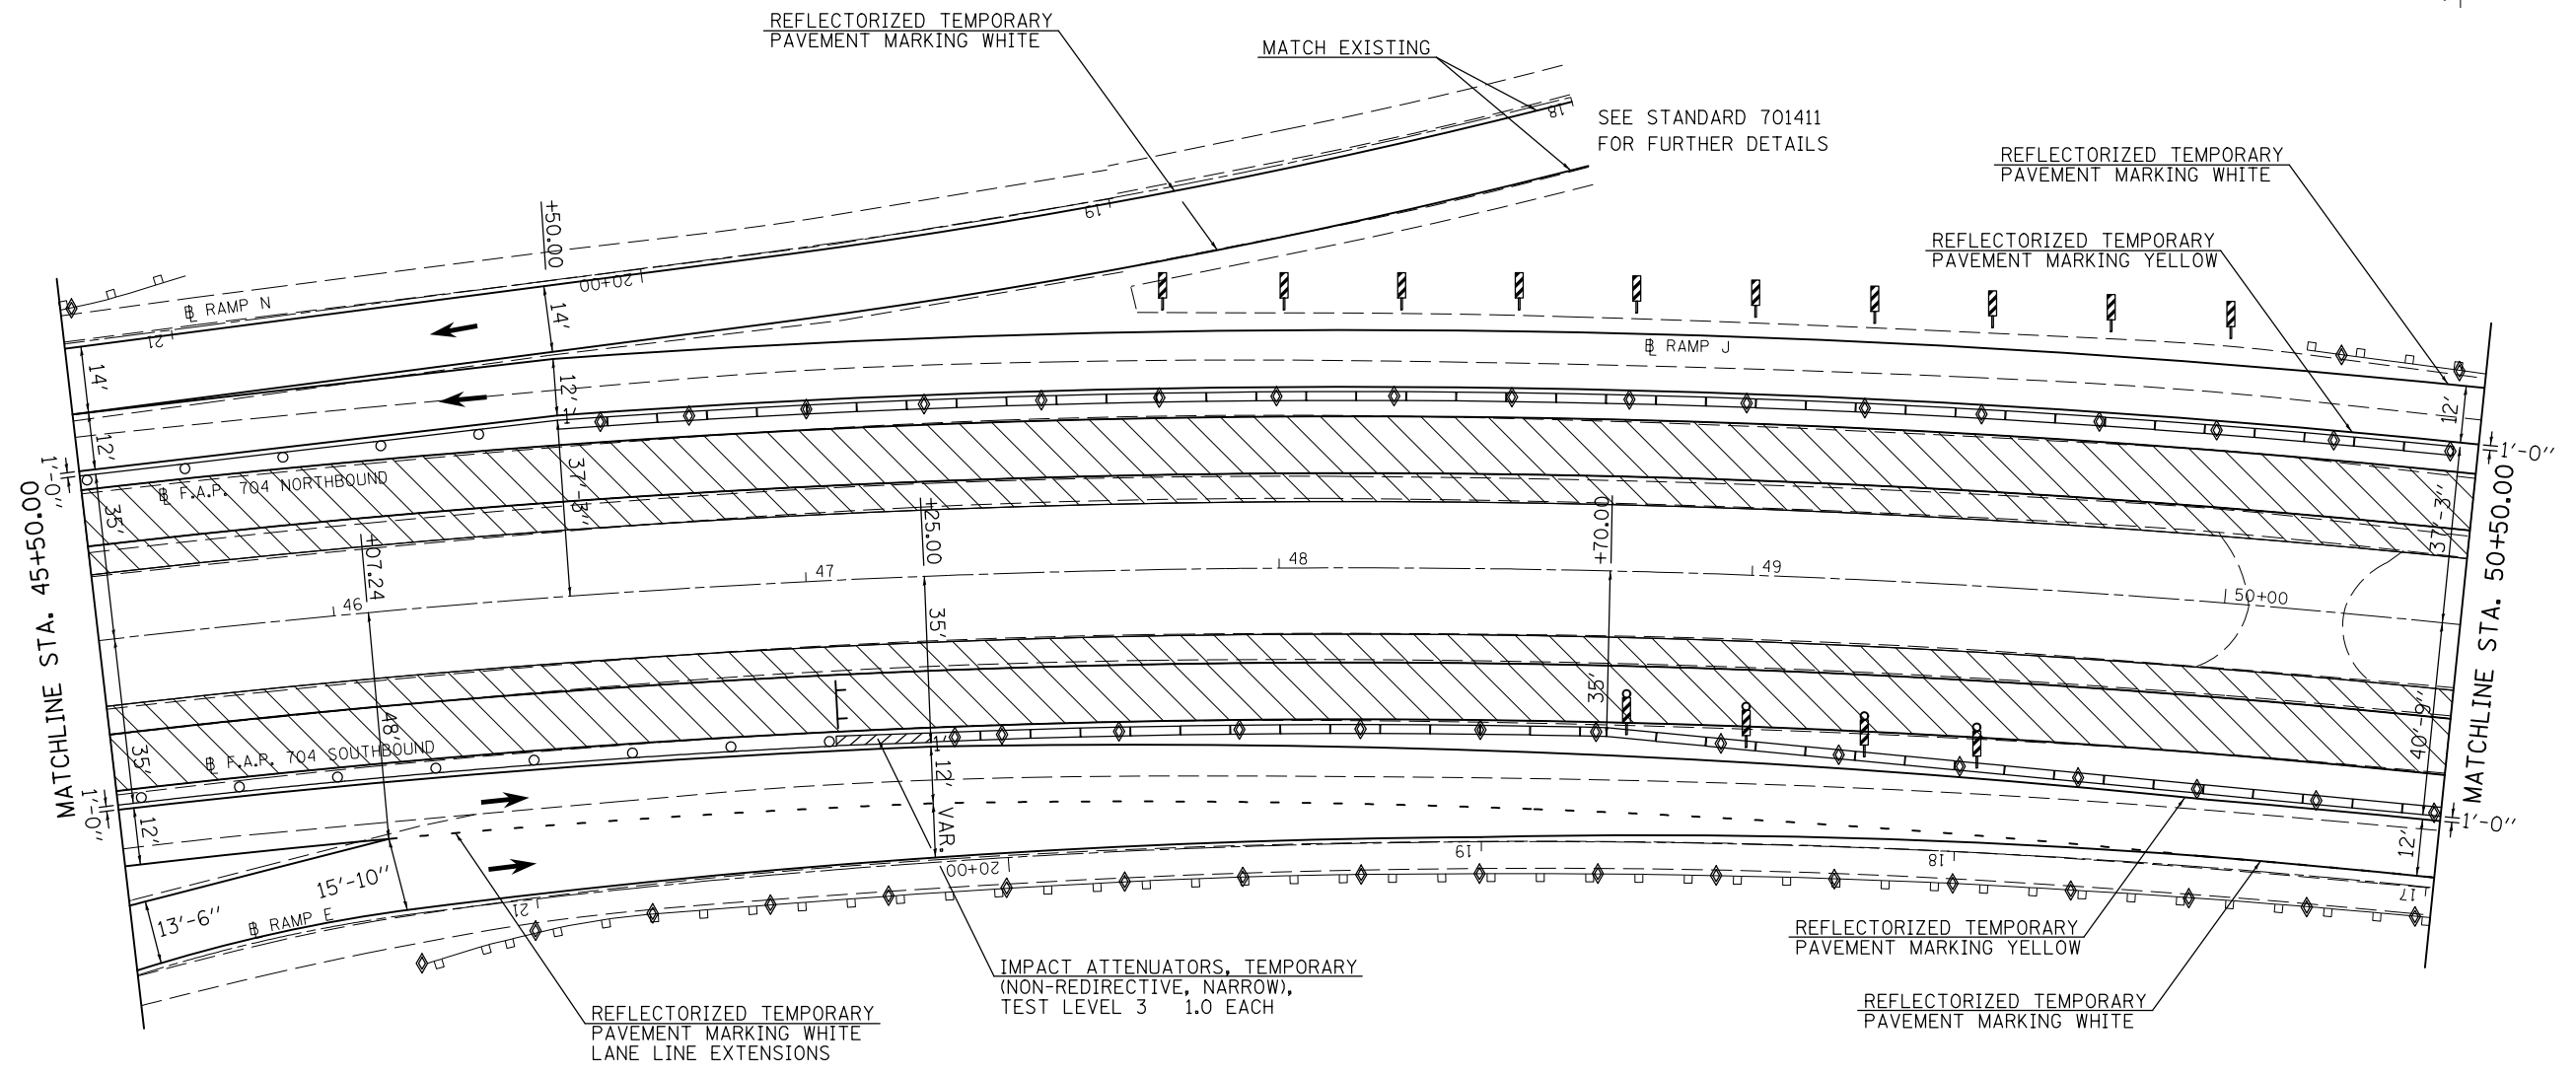 REFLECTORIZED TEMPORARY
PAVEMENT MARKING WHITE
MATCH EXISTING
18
SEE STANDARD 701411
FOR FURTHER DETAILS
REFLECTORIZED TEMPORARY
PAVEMENT MARKING WHITE
REFLECTORIZED TEMPORARY
PAVEMENT MARKING YELLOW
+50.00
19
20+00
℄ RAMP N
21
14'
14'
℄ RAMP J
12'
12'
12'
1'
1'-0"
1'-0"
℄ F.A.P. 704 NORTHBOUND
35'
37'-3"
37'-3"
+07.24
+25.00
+70.00
46
47
48
49
50+00
MATCHLINE STA. 45+50.00
MATCHLINE STA. 50+50.00
35'
35'
35'
48'
40'-9"
℄ F.A.P. 704 SOUTHBOUND
1'-0"
1'
12'
12'
VAR.
1'-0"
12'
15'-10"
13'-6"
℄ RAMP E
21
20+00
19
18
17
REFLECTORIZED TEMPORARY
PAVEMENT MARKING YELLOW
IMPACT ATTENUATORS, TEMPORARY
(NON-REDIRECTIVE, NARROW),
TEST LEVEL 3 1.0 EACH
REFLECTORIZED TEMPORARY
PAVEMENT MARKING WHITE
REFLECTORIZED TEMPORARY
PAVEMENT MARKING WHITE
LANE LINE EXTENSIONS